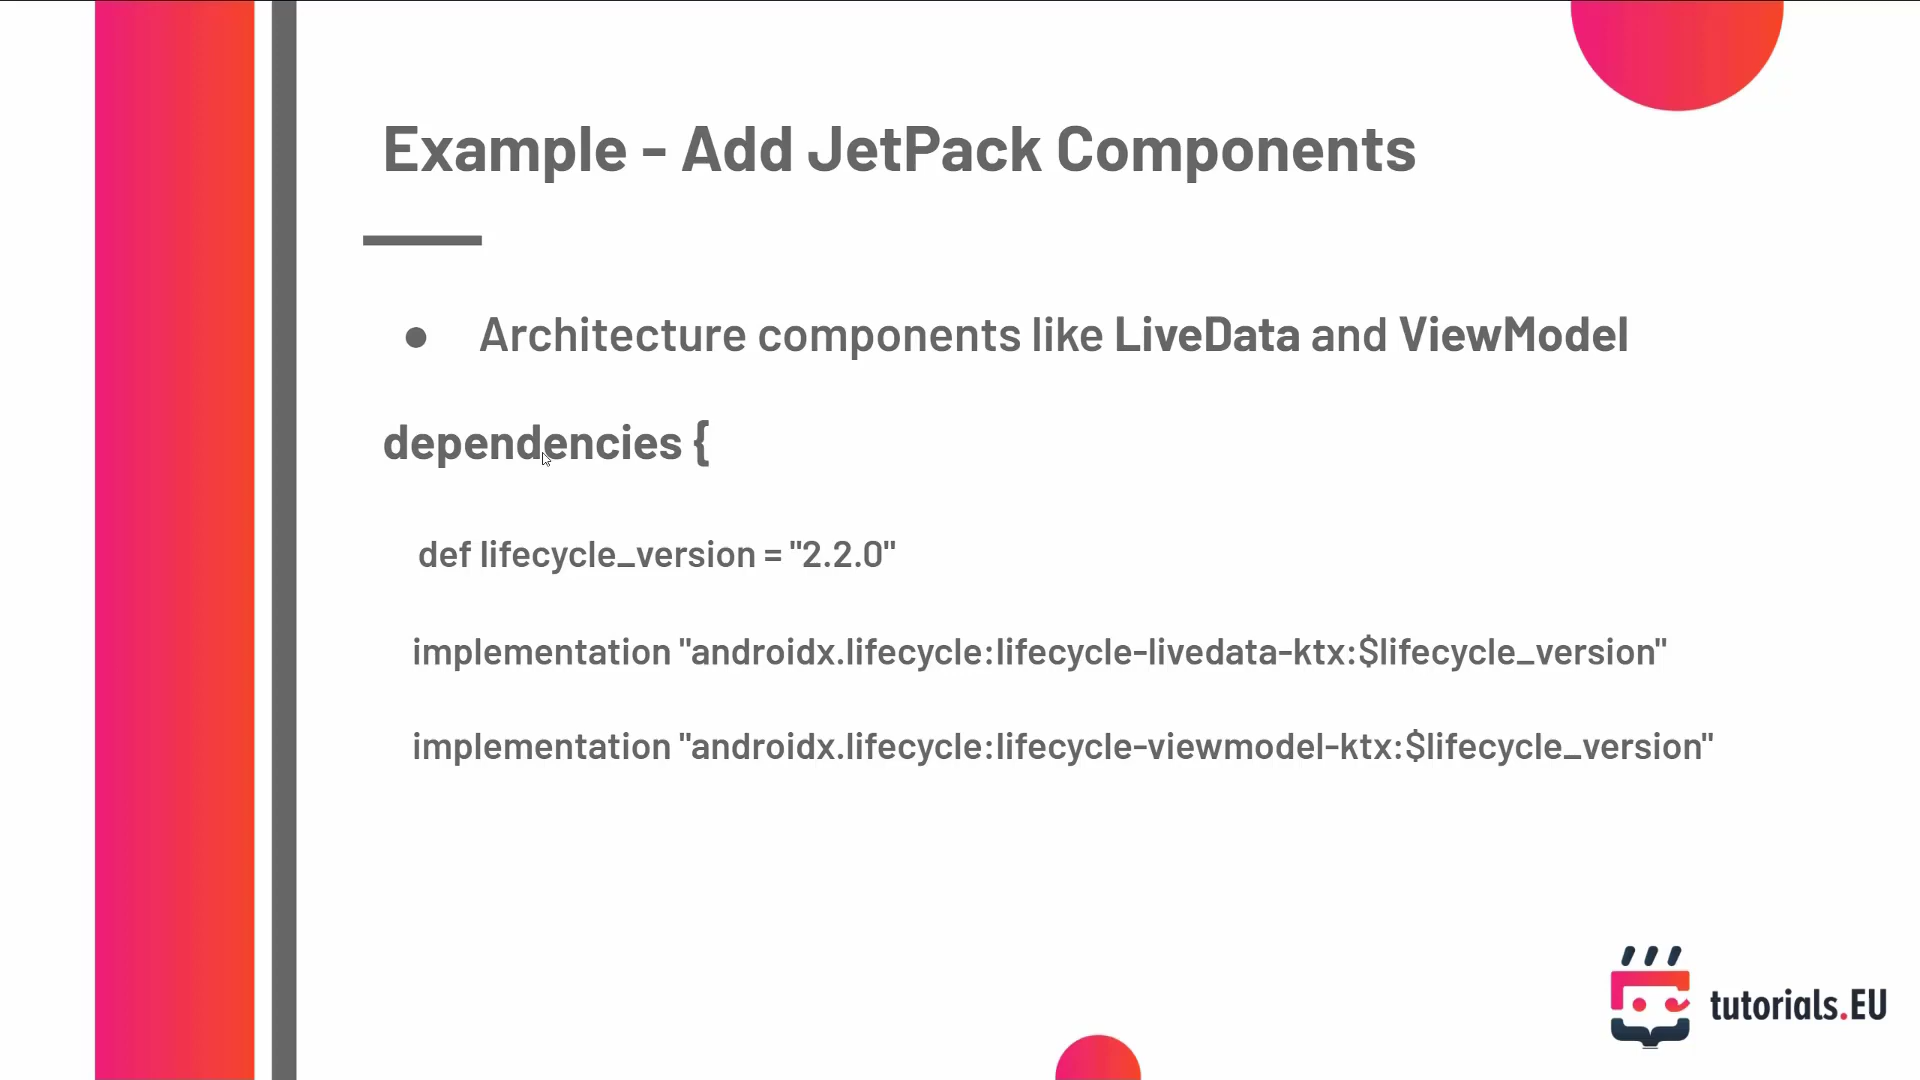 Example - Add JetPack Components
● Architecture components like LiveData and ViewModel
dependencies {
def lifecycle_version = "2.2.0"
implementation "androidx.lifecycle:lifecycle-livedata-ktx:$lifecycle_version"
implementation "androidx.lifecycle:lifecycle-viewmodel-ktx:$lifecycle_version"
tutorials.EU